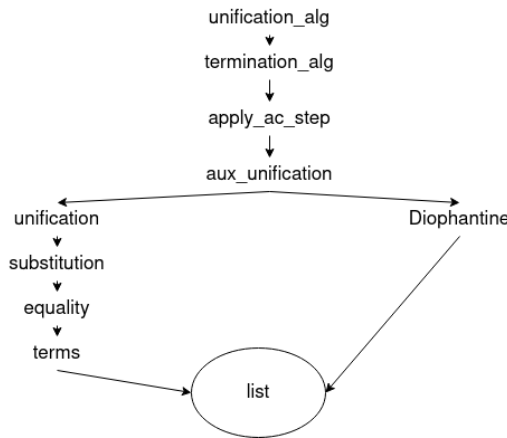 unification_alg
termination_alg
apply_ac_step
aux_unification
unification
Diophantine
substitution
equality
terms
list